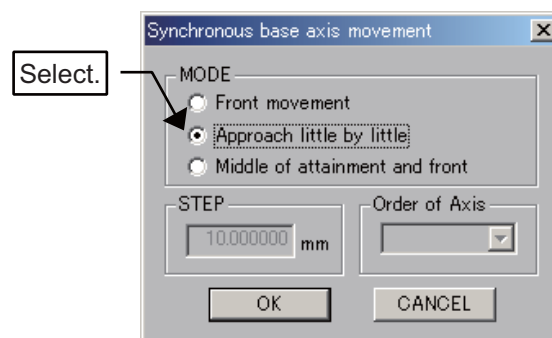 Synchronous base axis movement
Select.
MODE
Front movement
Approach little by little
Middle of attainment and front
STEP
10.000000 mm
Order of Axis
OK
CANCEL